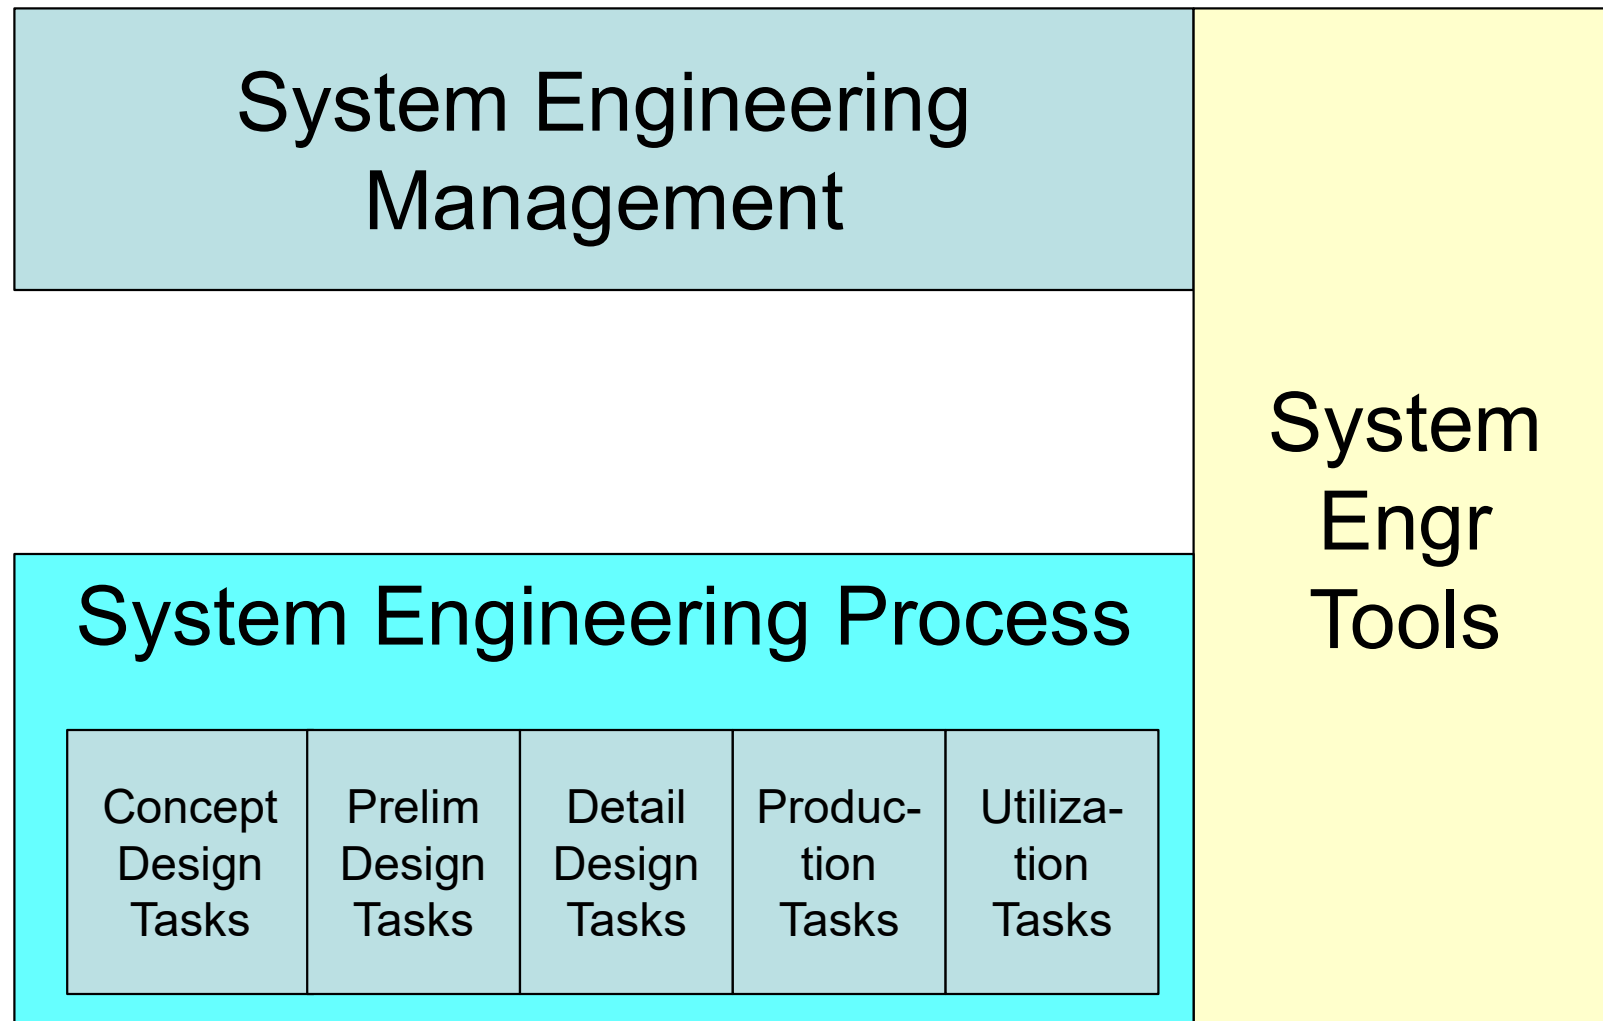 System Engineering
Management
System
Engr
Tools
System Engineering Process
Concept
Design
Tasks
Prelim
Design
Tasks
Detail
Design
Tasks
Produc-
tion
Tasks
Utiliza-
tion
Tasks